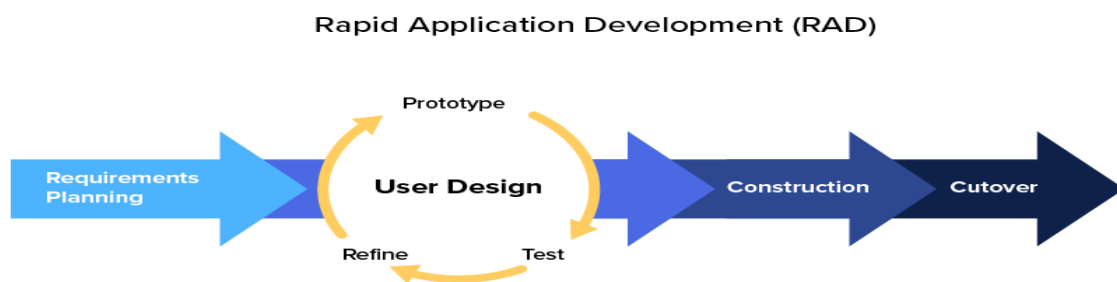 Rapid Application Development (RAD)
Prototype
Requirements
Planning
User Design
Construction
Cutover
Refine
Test